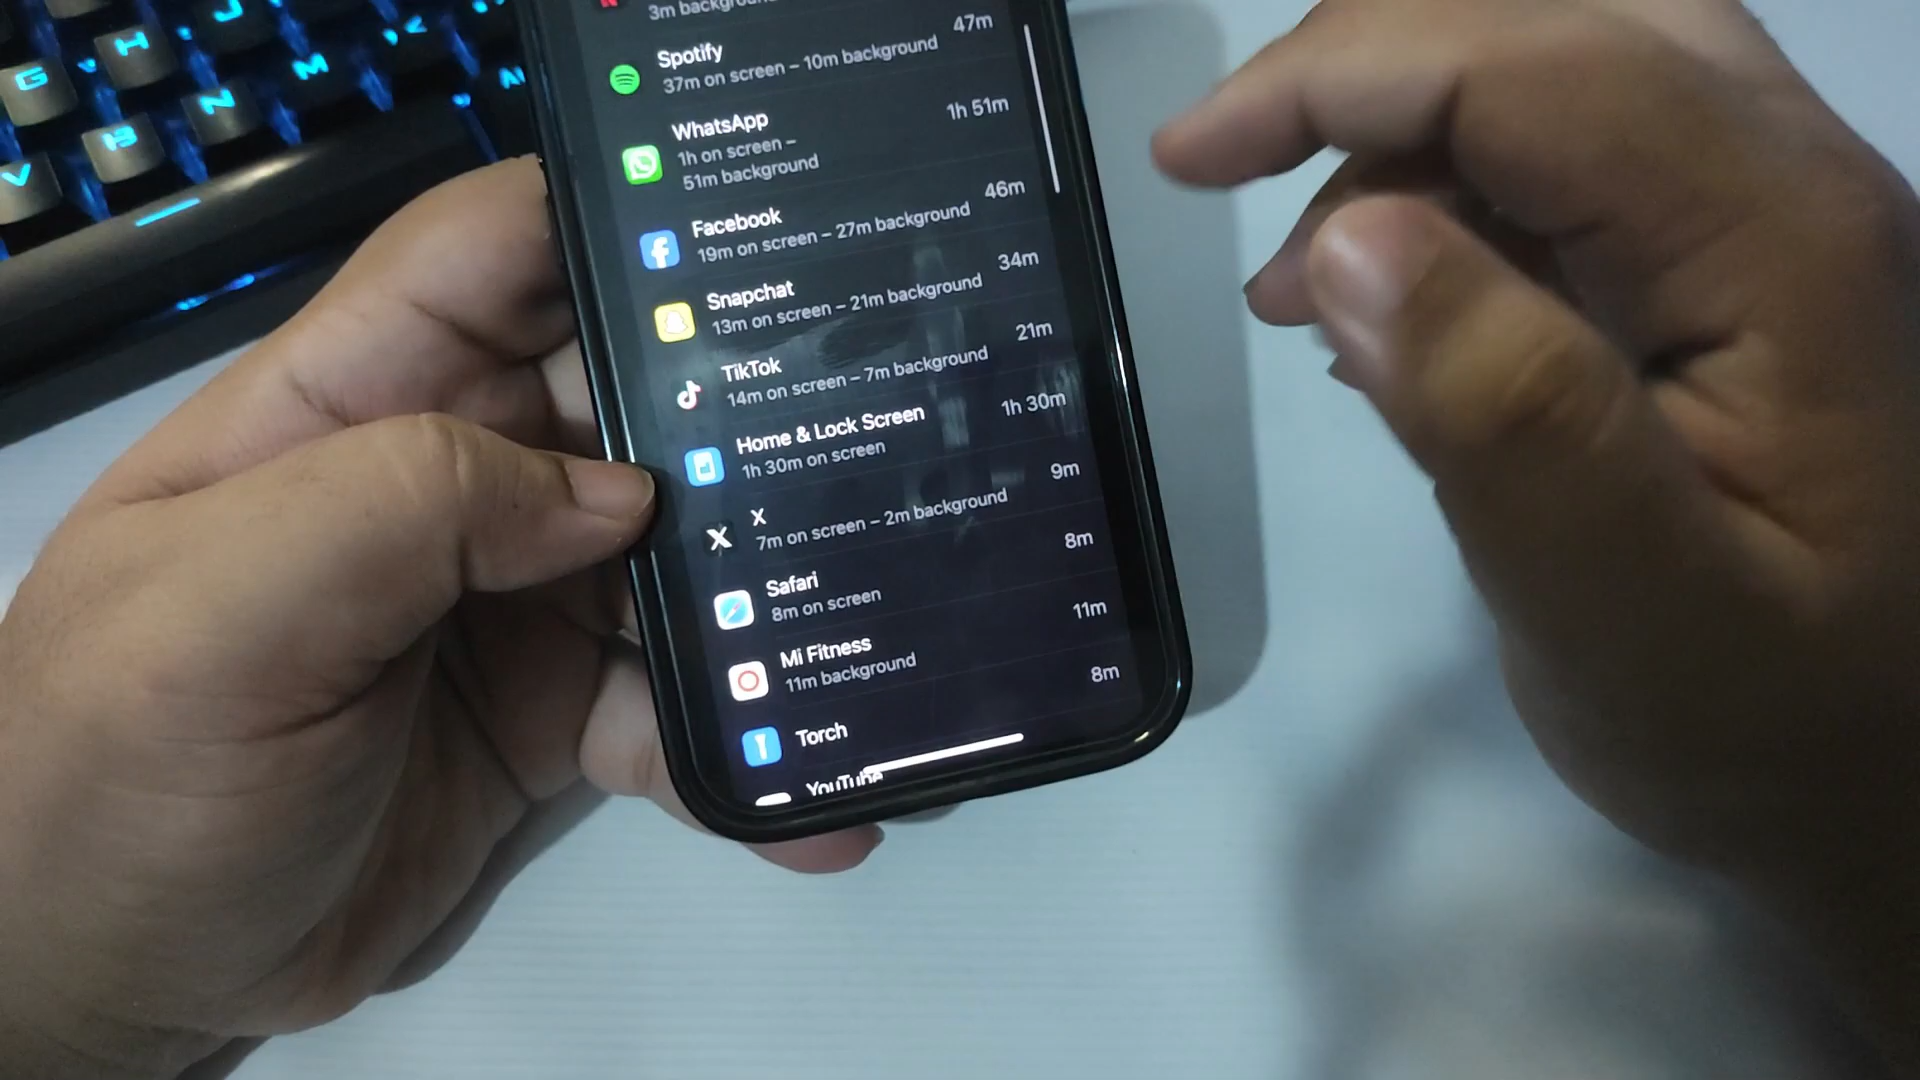 3m background
Spotify
47m
37m on screen – 10m background
WhatsApp
1h 51m
1h on screen –
51m background
Facebook
46m
19m on screen – 27m background
Snapchat
34m
13m on screen – 21m background
TikTok
21m
14m on screen – 7m background
Home & Lock Screen
1h 30m
1h 30m on screen
X
9m
7m on screen – 2m background
Safari
8m
8m on screen
Mi Fitness
11m
11m background
Torch
8m
YouTube
J
H
G
M
N
B
V